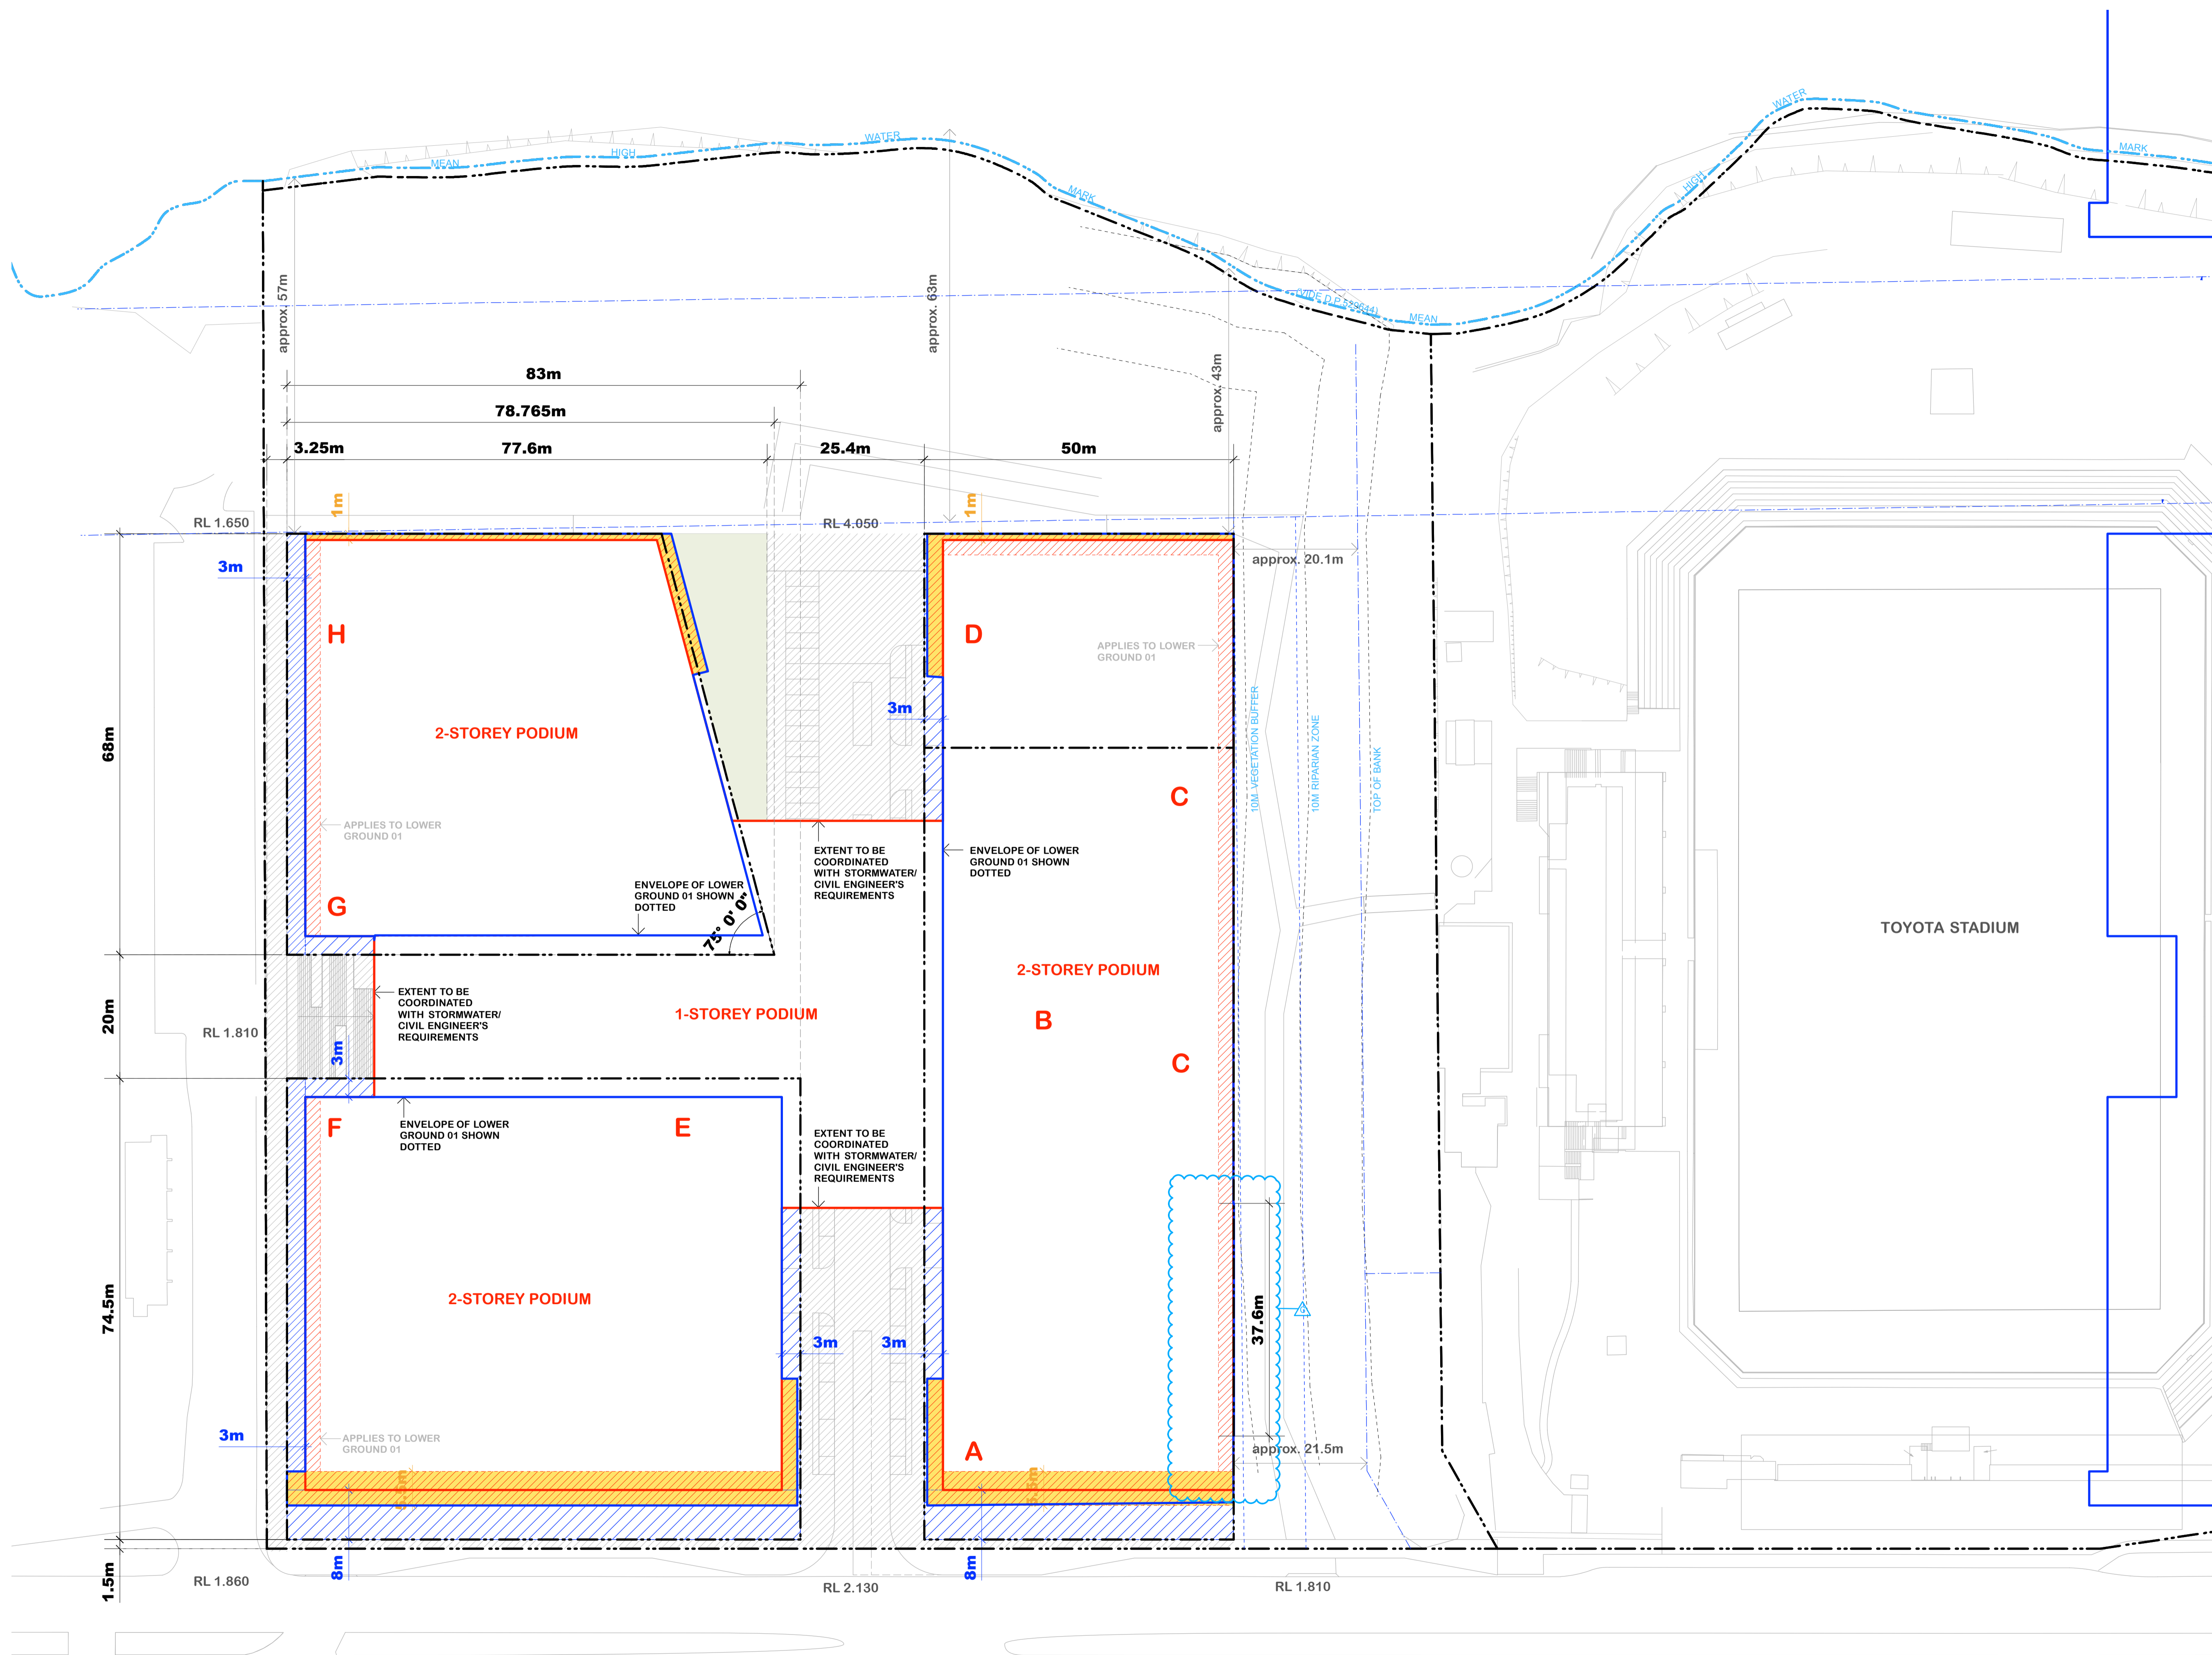 WATER
MEAN
HIGH
WATER
MARK
HIGH
MARK
(VIDE D.P.529644)
MEAN
approx. 57m
approx. 63m
approx. 43m
83m
78.765m
3.25m
77.6m
25.4m
50m
1m
1m
RL 1.650
RL 4.050
approx. 20.1m
3m
H
D
APPLIES TO LOWER
GROUND 01
3m
10M VEGETATION BUFFER
10M RIPARIAN ZONE
TOP OF BANK
2-STOREY PODIUM
68m
C
APPLIES TO LOWER
GROUND 01
EXTENT TO BE
COORDINATED
WITH STORMWATER/
CIVIL ENGINEER'S
REQUIREMENTS
ENVELOPE OF LOWER
GROUND 01 SHOWN
DOTTED
ENVELOPE OF LOWER
GROUND 01 SHOWN
DOTTED
G
75° 0' 0"
TOYOTA STADIUM
2-STOREY PODIUM
EXTENT TO BE
COORDINATED
WITH STORMWATER/
CIVIL ENGINEER'S
REQUIREMENTS
1-STOREY PODIUM
B
20m
RL 1.810
3m
C
F
E
ENVELOPE OF LOWER
GROUND 01 SHOWN
DOTTED
EXTENT TO BE
COORDINATED
WITH STORMWATER/
CIVIL ENGINEER'S
REQUIREMENTS
2-STOREY PODIUM
74.5m
37.6m
3m
3m
3m
APPLIES TO LOWER
GROUND 01
A
approx. 21.5m
5.5m
8m
8m
1.5m
RL 1.860
RL 2.130
RL 1.810